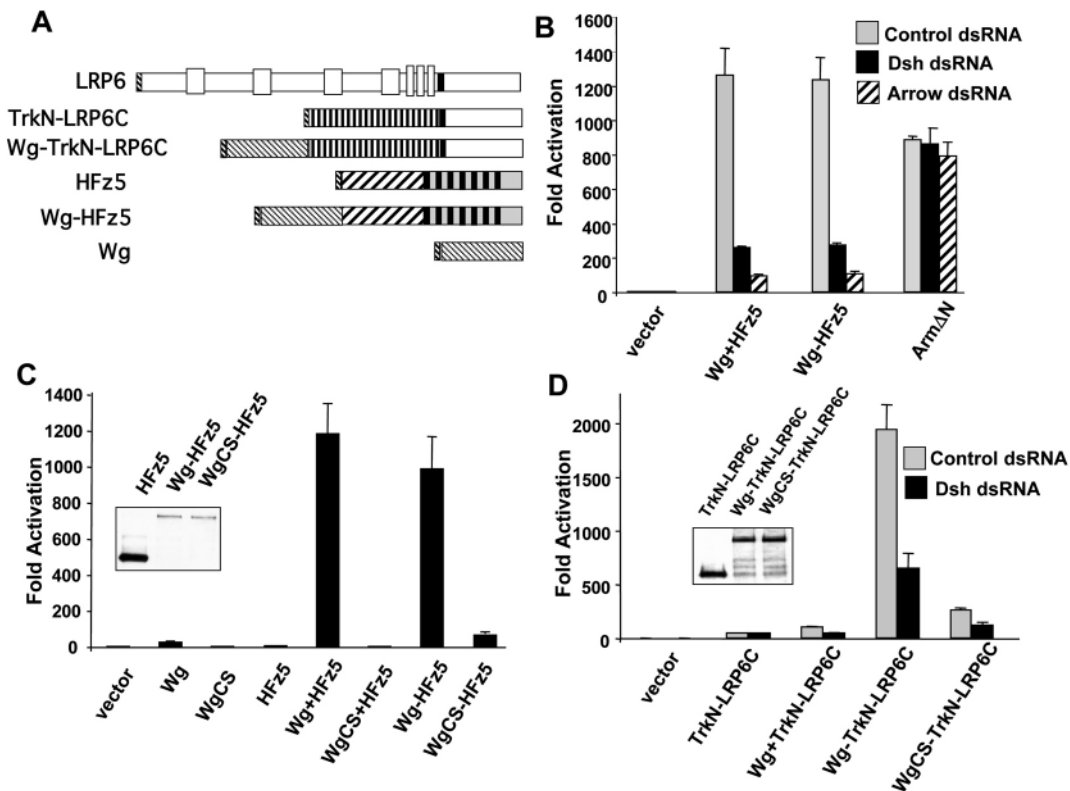 A
LRP6
TrkN-LRP6C
Wg-TrkN-LRP6C
HFz5
Wg-HFz5
Wg
B
Fold Activation
1600
1400
1200
1000
800
600
400
200
0
Control dsRNA
Dsh dsRNA
Arrow dsRNA
vector
Wg+HFz5
Wg-HFz5
ArmΔN
C
Fold Activation
1400
1200
1000
800
600
400
200
0
HFz5
Wg-HFz5
WgCS-HFz5
vector
Wg
WgCS
HFz5
Wg+HFz5
WgCS+HFz5
Wg-HFz5
WgCS-HFz5
D
Fold Activation
2000
1000
500
0
TrkN-LRP6C
Wg-TrkN-LRP6C
WgCS-TrkN-LRP6C
Control dsRNA
Dsh dsRNA
vector
TrkN-LRP6C
Wg+TrkN-LRP6C
Wg-TrkN-LRP6C
WgCS-TrkN-LRP6C